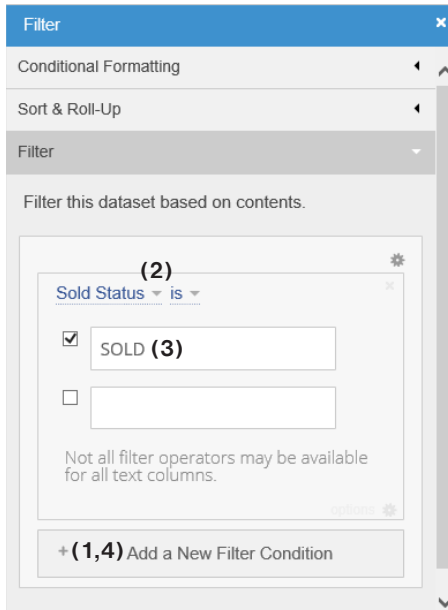 Filter
Conditional Formatting
Sort & Roll-Up
Filter
Filter this dataset based on contents.
(2)
Sold Status is
SOLD (3)
Not all filter operators may be available
for all text columns.
options
+ (1,4) Add a New Filter Condition